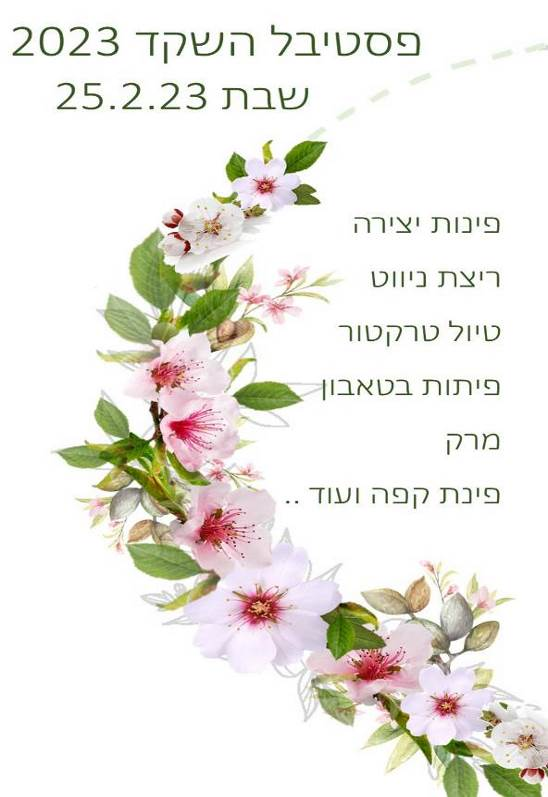 פסטיבל השקד 2023
שבת 25.2.23
פינות יצירה
ריצת ניווט
טיול טרקטור
פיתות בטאבון
מרק
פינת קפה ועוד ..